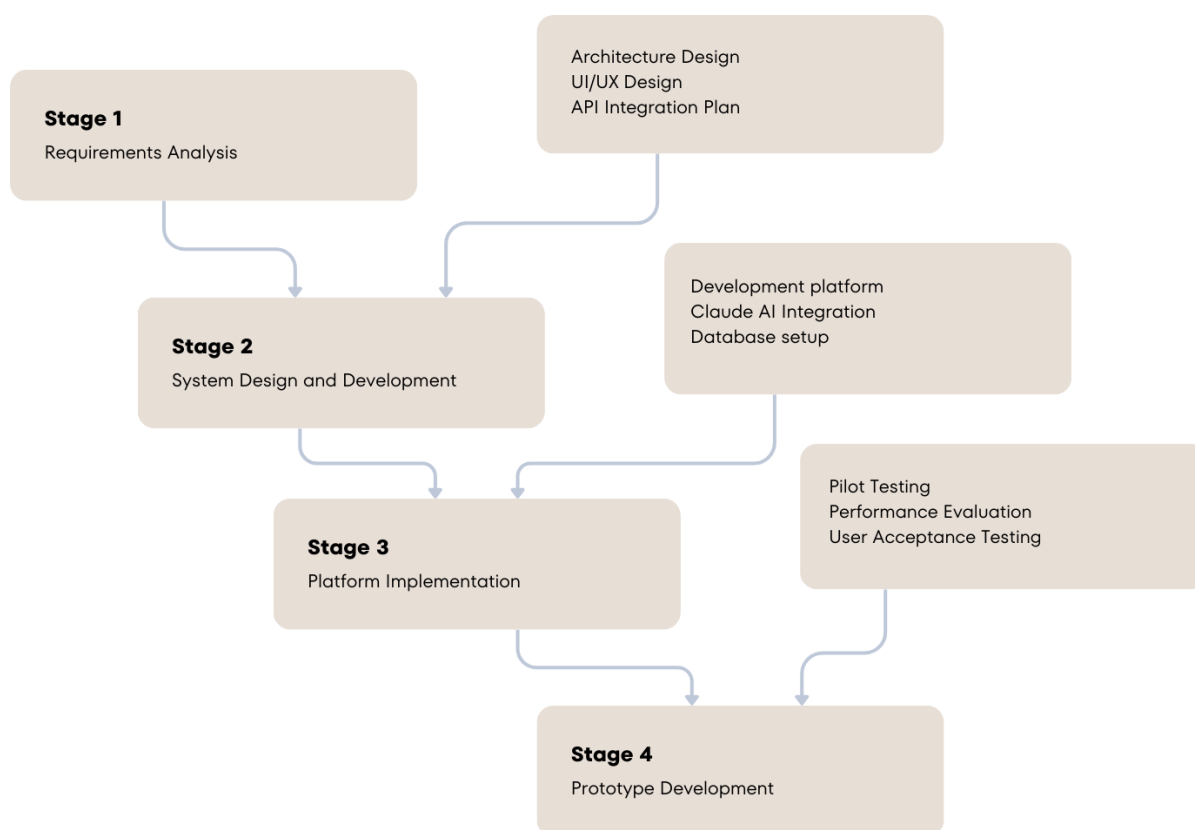 Architecture Design
UI/UX Design
API Integration Plan
Stage 1
Requirements Analysis
Development platform
Claude AI Integration
Database setup
Stage 2
System Design and Development
Pilot Testing
Performance Evaluation
User Acceptance Testing
Stage 3
Platform Implementation
Stage 4
Prototype Development